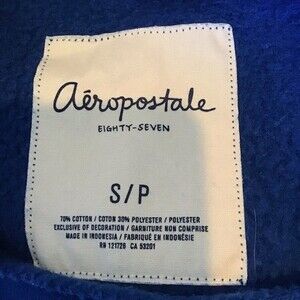 Aéropostale
EIGHTY-SEVEN
S/P
70% COTTON / COTON 30% POLYESTER / POLYESTER
EXCLUSIVE OF DECORATION / GARNITURE NON COMPRISE
MADE IN INDONESIA / FABRIQUÉ EN INDONÉSIE
RN 121726 CA 53201